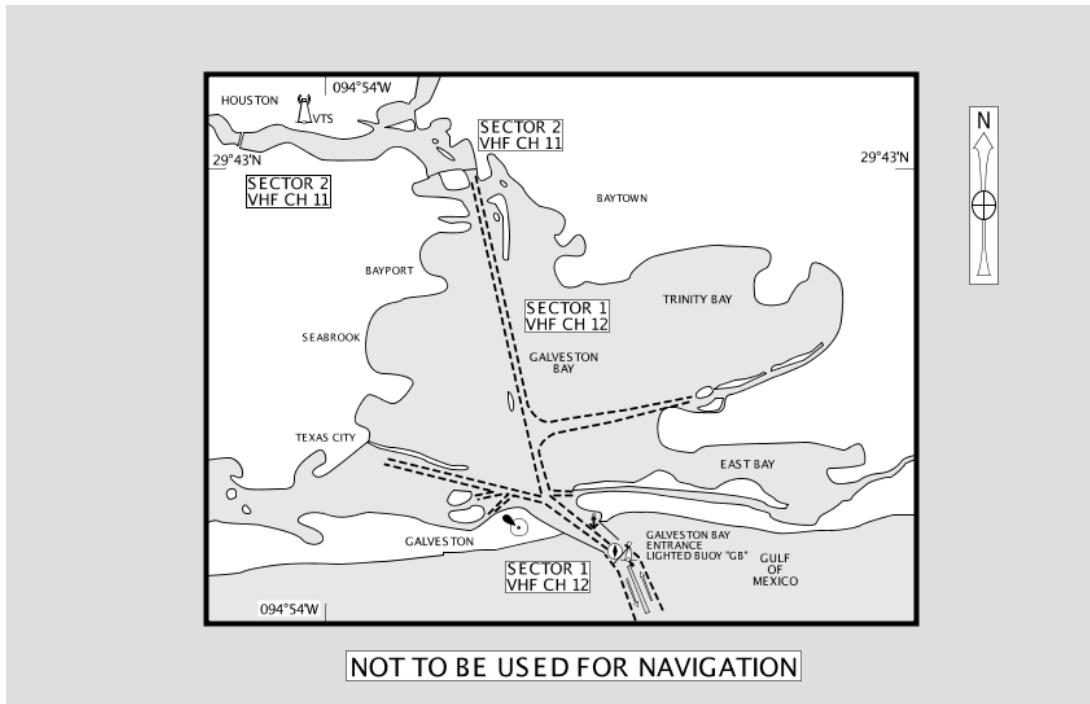 094°54'W
HOUSTON
VTS
SECTOR 2
VHF CH 11
N
29°43'N
29°43'N
SECTOR 2
VHF CH 11
BAYTOWN
BAYPORT
TRINITY BAY
SECTOR 1
VHF CH 12
SEABROOK
GALVESTON
BAY
TEXAS CITY
EAST BAY
GALVESTON
GALVESTON BAY
ENTRANCE
LIGHTED BUOY "GB"
GULF
OF
MEXICO
SECTOR 1
VHF CH 12
094°54'W
NOT TO BE USED FOR NAVIGATION